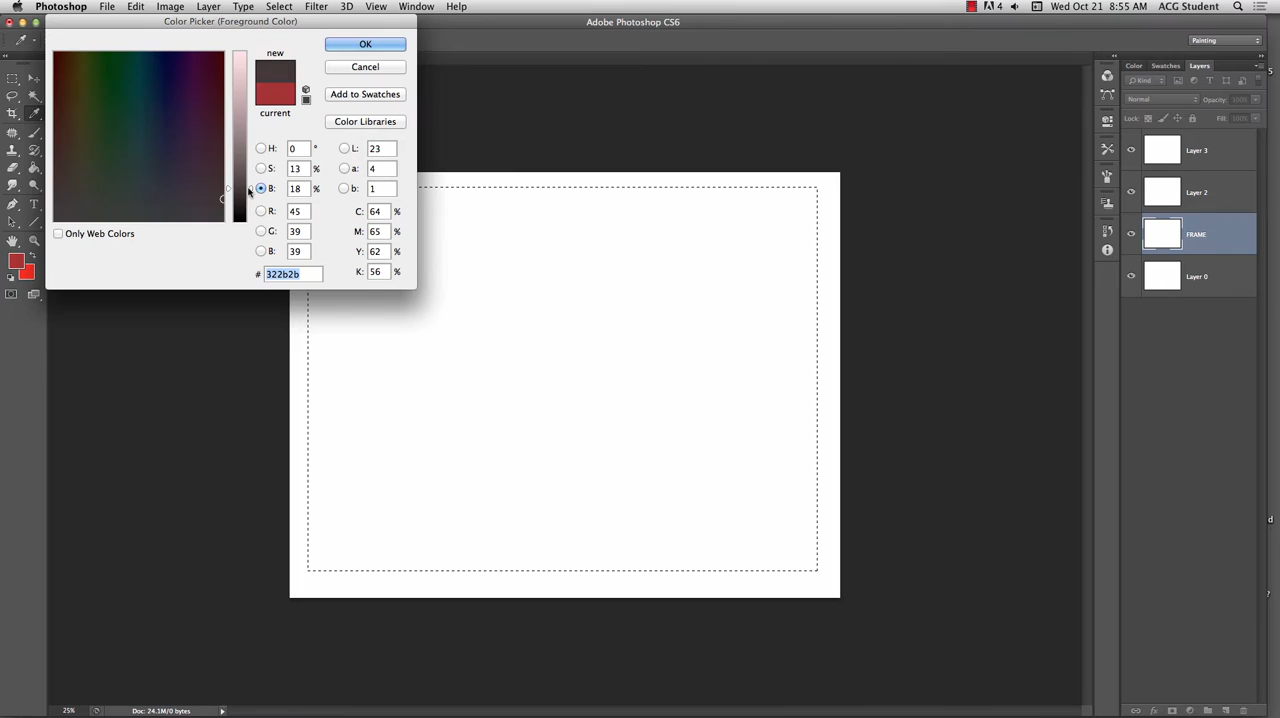 Photoshop File Edit Image Layer Type Select Filter 3D View Window Help 4 Wed Oct 21 8:55 AM ACG Student
Color Picker (Foreground Color)
Adobe Photoshop CS6
Painting
new
OK
Cancel
Add to Swatches
current
Color Libraries
H: 0 ° L: 23
S: 13 % a: 4
B: 18 % b: 1
R: 45 C: 64 %
G: 39 M: 65 %
B: 39 Y: 62 %
# 322b2b K: 56 %
Only Web Colors
Color Swatches Layers
Kind
Normal Opacity: 100%
Lock: Fill: 100%
Layer 3
Layer 2
FRAME
Layer 0
25% Doc: 24.1M/0 bytes
5
d
?